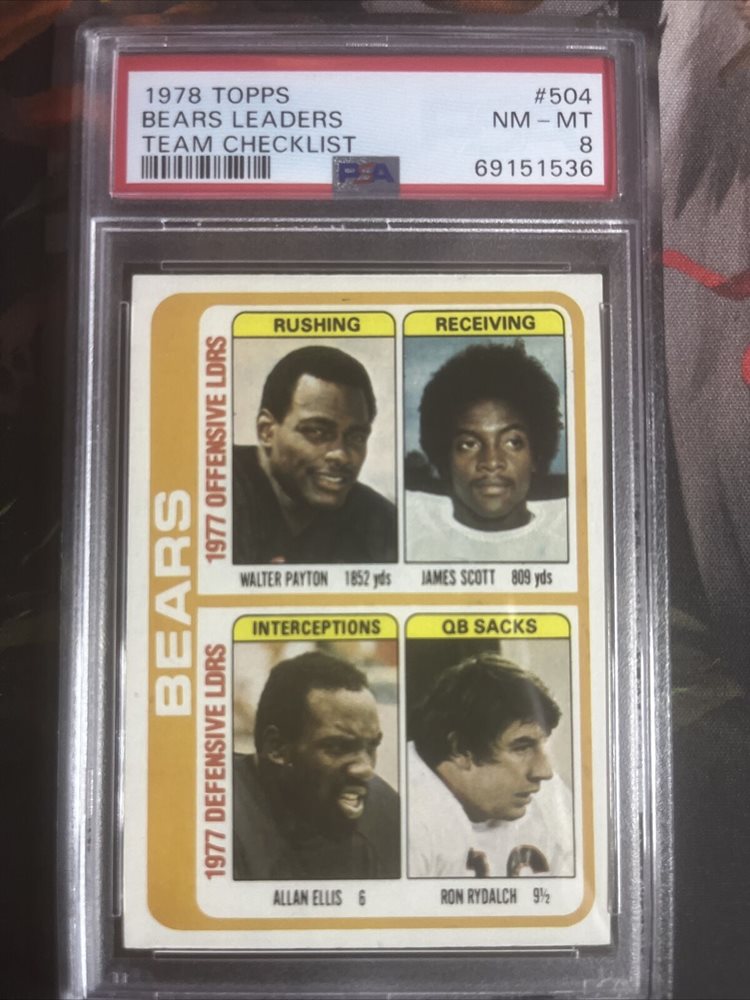 1978 TOPPS #504
BEARS LEADERS NM - MT
TEAM CHECKLIST 8
PSA 69151536
BEARS
1977 OFFENSIVE LDRS
RUSHING
WALTER PAYTON 1852 yds
RECEIVING
JAMES SCOTT 809 yds
1977 DEFENSIVE LDRS
INTERCEPTIONS
ALLAN ELLIS 6
QB SACKS
RON RYDALCH 9½